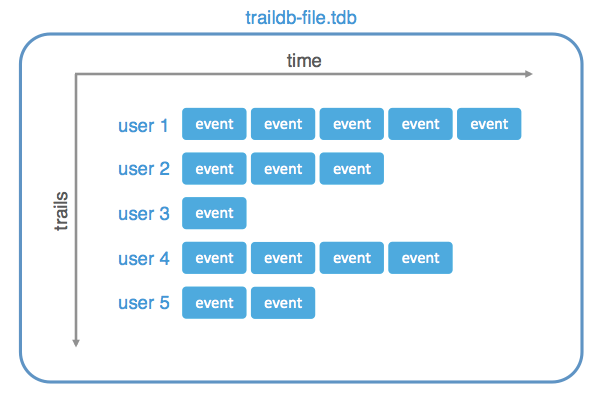 traildb-file.tdb
time
trails
user 1 event event event event event
user 2 event event event
user 3 event
user 4 event event event event
user 5 event event